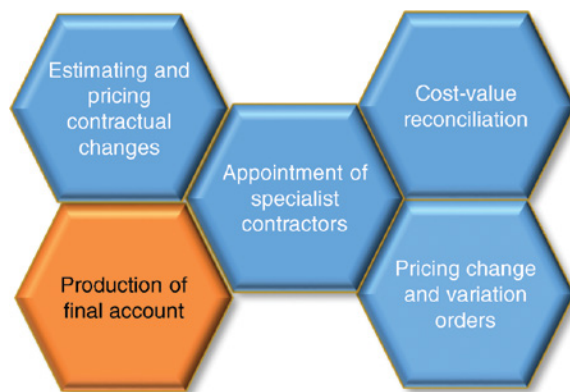 Estimating and
pricing
contractual
changes
Cost-value
reconciliation
Appointment of
specialist
contractors
Production of
final account
Pricing change
and variation
orders